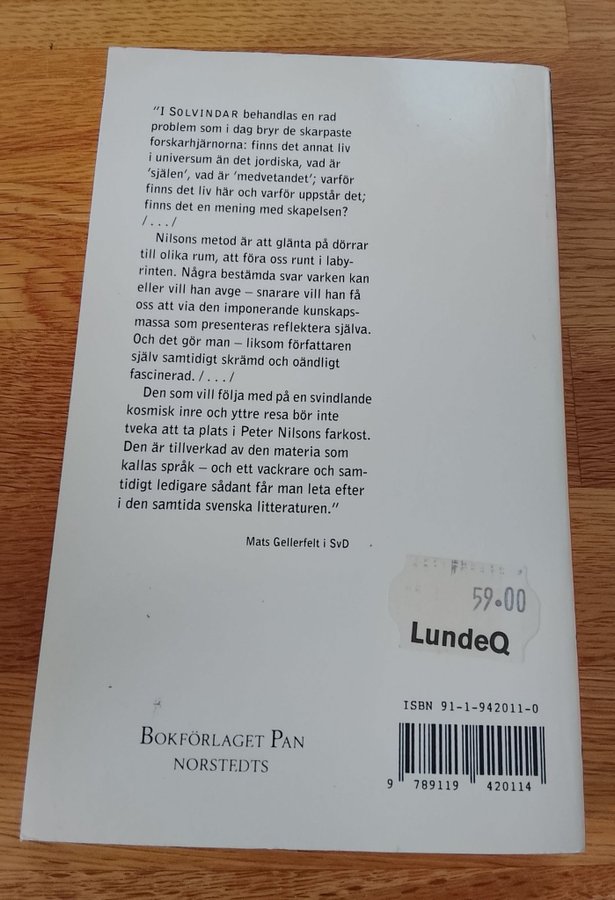 "I SOLVINDAR behandlas en rad
problem som i dag bryr de skarpaste
forskarhjärnorna: finns det annat liv
i universum än det jordiska, vad är
'själen', vad är 'medvetandet'; varför
finns det liv här och varför uppstår det;
finns det en mening med skapelsen?
/.../
Nilsons metod är att glänta på dörrar
till olika rum, att föra oss runt i laby-
rinten. Några bestämda svar varken kan
eller vill han avge – snarare vill han få
oss att via den imponerande kunskaps-
massa som presenteras reflektera själva.
Och det gör man – liksom författaren
själv samtidigt skrämd och oändligt
fascinerad. /.../
Den som vill följa med på en svindlande
kosmisk inre och yttre resa bör inte
tveka att ta plats i Peter Nilsons farkost.
Den är tillverkad av den materia som
kallas språk – och ett vackrare och sam-
tidigt ledigare sådant får man leta efter
i den samtida svenska litteraturen."
Mats Gellerfelt i SvD
59.00
LundeQ
ISBN 91-1-942011-0
9 789119 420114
BOKFÖRLAGET PAN
NORSTEDTS